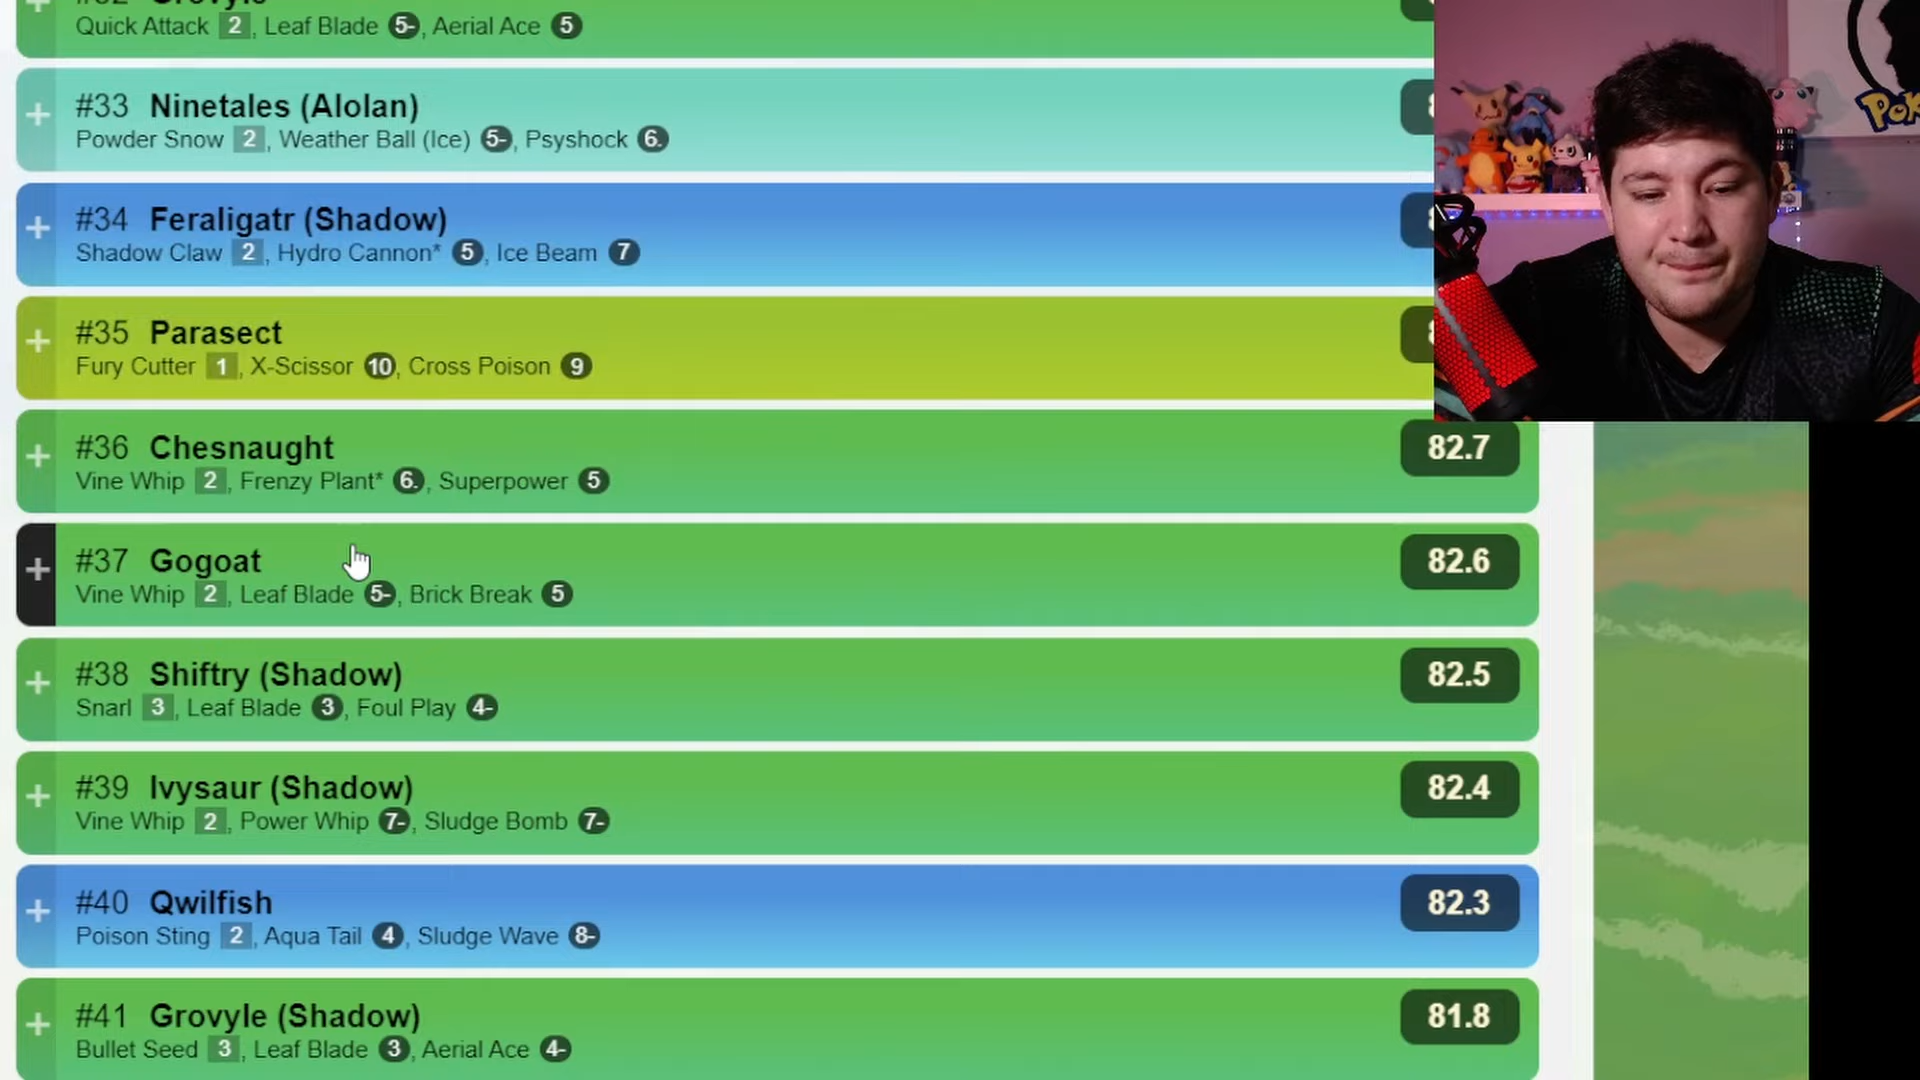 #32 Grovyle
Quick Attack 2, Leaf Blade 5-, Aerial Ace 5
#33 Ninetales (Alolan)
Powder Snow 2, Weather Ball (Ice) 5-, Psyshock 6.
#34 Feraligatr (Shadow)
Shadow Claw 2, Hydro Cannon* 5, Ice Beam 7
#35 Parasect
Fury Cutter 1, X-Scissor 10, Cross Poison 9
#36 Chesnaught 82.7
Vine Whip 2, Frenzy Plant* 6., Superpower 5
#37 Gogoat 82.6
Vine Whip 2, Leaf Blade 5-, Brick Break 5
#38 Shiftry (Shadow) 82.5
Snarl 3, Leaf Blade 3, Foul Play 4-
#39 Ivysaur (Shadow) 82.4
Vine Whip 2, Power Whip 7-, Sludge Bomb 7-
#40 Qwilfish 82.3
Poison Sting 2, Aqua Tail 4, Sludge Wave 8-
#41 Grovyle (Shadow) 81.8
Bullet Seed 3, Leaf Blade 3, Aerial Ace 4-